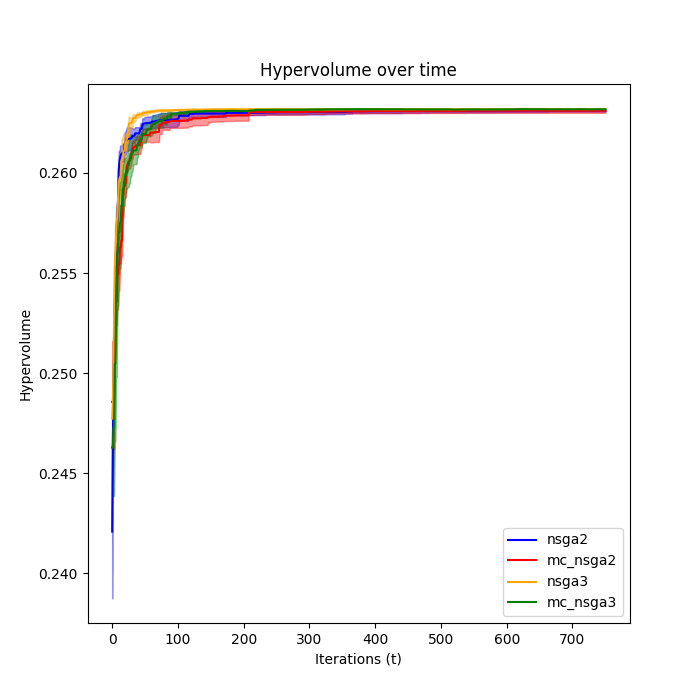 Hypervolume over time
Hypervolume
0.260
0.255
0.250
0.245
0.240
0
100
200
300
400
500
600
700
Iterations (t)
nsga2
mc_nsga2
nsga3
mc_nsga3